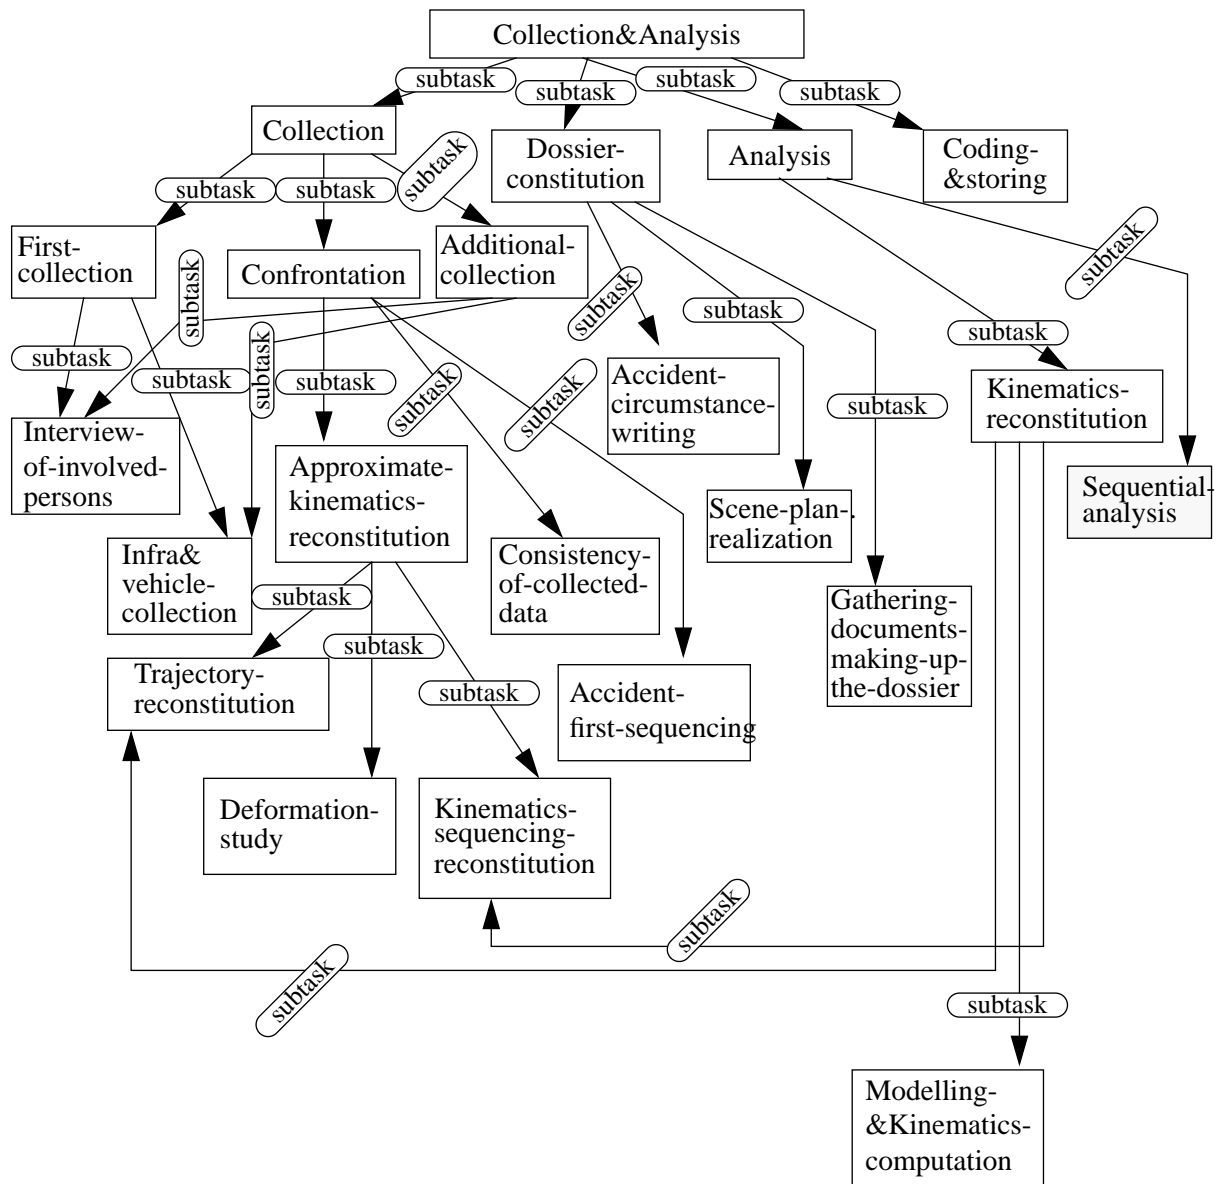 Collection&Analysis
subtask
subtask
subtask
subtask
Collection
Dossier-
constitution
Analysis
Coding-
&storing
subtask
subtask
subtask
First-
collection
Confrontation
Additional-
collection
subtask
subtask
subtask
subtask
subtask
subtask
subtask
subtask
subtask
subtask
subtask
subtask
subtask
Accident-
circumstance-
writing
Kinematics-
reconstitution
Interview-
of-involved-
persons
Approximate-
kinematics-
reconstitution
Scene-plan-.
realization
Sequential-
analysis
Infra&
vehicle-
collection
Consistency-
of-collected-
data
Gathering-
documents-
making-up-
the-dossier
subtask
subtask
subtask
Trajectory-
reconstitution
Accident-
first-sequencing
Deformation-
study
Kinematics-
sequencing-
reconstitution
subtask
subtask
subtask
Modelling-
&Kinematics-
computation